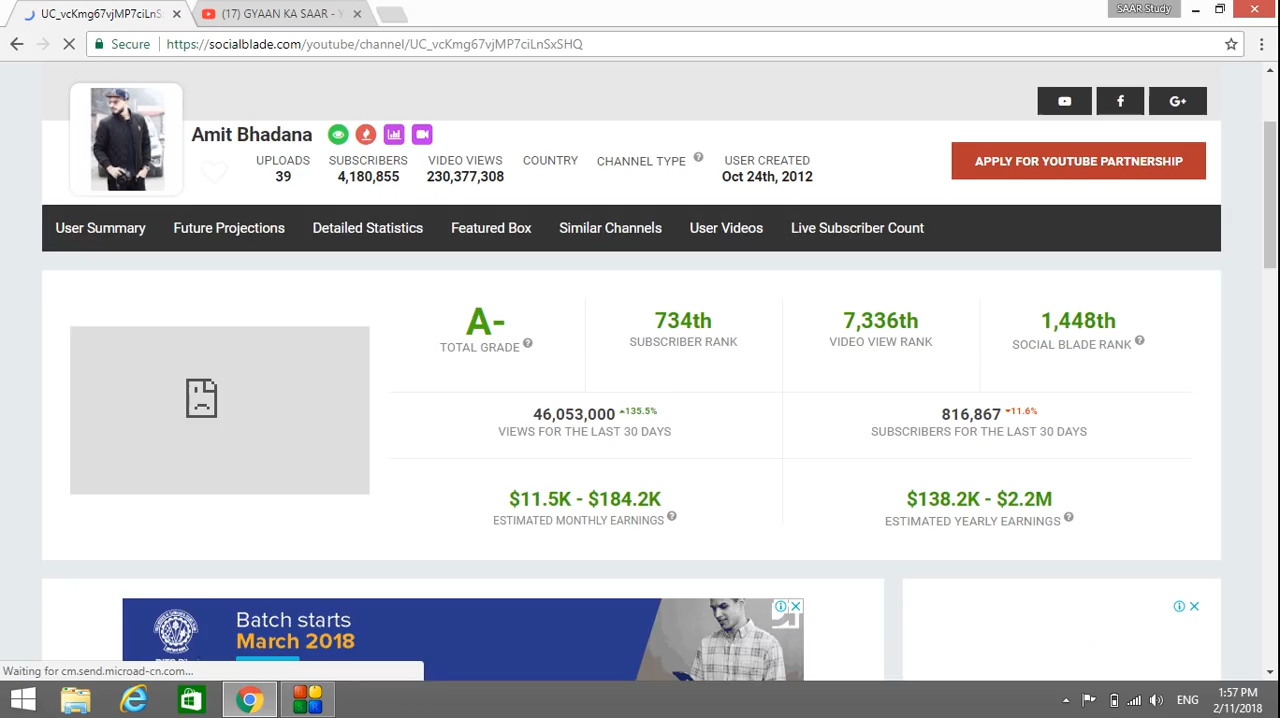 UC_vcKmg67vjMP7ciLnS
(17) GYAAN KA SAAR - Y
SAAR Study
Secure
https://socialblade.com/youtube/channel/UC_vcKmg67vjMP7ciLnSxSHQ
Amit Bhadana
UPLOADS
39
SUBSCRIBERS
4,180,855
VIDEO VIEWS
230,377,308
COUNTRY
CHANNEL TYPE
USER CREATED
Oct 24th, 2012
APPLY FOR YOUTUBE PARTNERSHIP
User Summary
Future Projections
Detailed Statistics
Featured Box
Similar Channels
User Videos
Live Subscriber Count
A-
TOTAL GRADE
734th
SUBSCRIBER RANK
7,336th
VIDEO VIEW RANK
1,448th
SOCIAL BLADE RANK
46,053,000 135.5%
VIEWS FOR THE LAST 30 DAYS
816,867 11.6%
SUBSCRIBERS FOR THE LAST 30 DAYS
$11.5K - $184.2K
ESTIMATED MONTHLY EARNINGS
$138.2K - $2.2M
ESTIMATED YEARLY EARNINGS
Batch starts
March 2018
Waiting for cm.send.microad-cn.com...
ENG
1:57 PM
2/11/2018